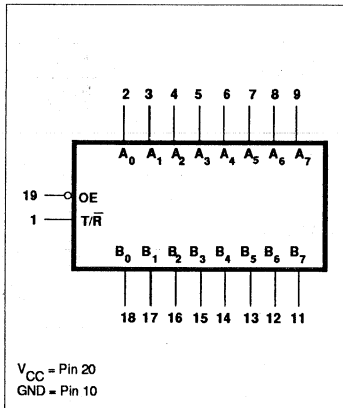 2 3 4 5 6 7 8 9
A0 A1 A2 A3 A4 A5 A6 A7
19 OE
1 T/R̅
B0 B1 B2 B3 B4 B5 B6 B7
18 17 16 15 14 13 12 11
VCC = Pin 20
GND = Pin 10